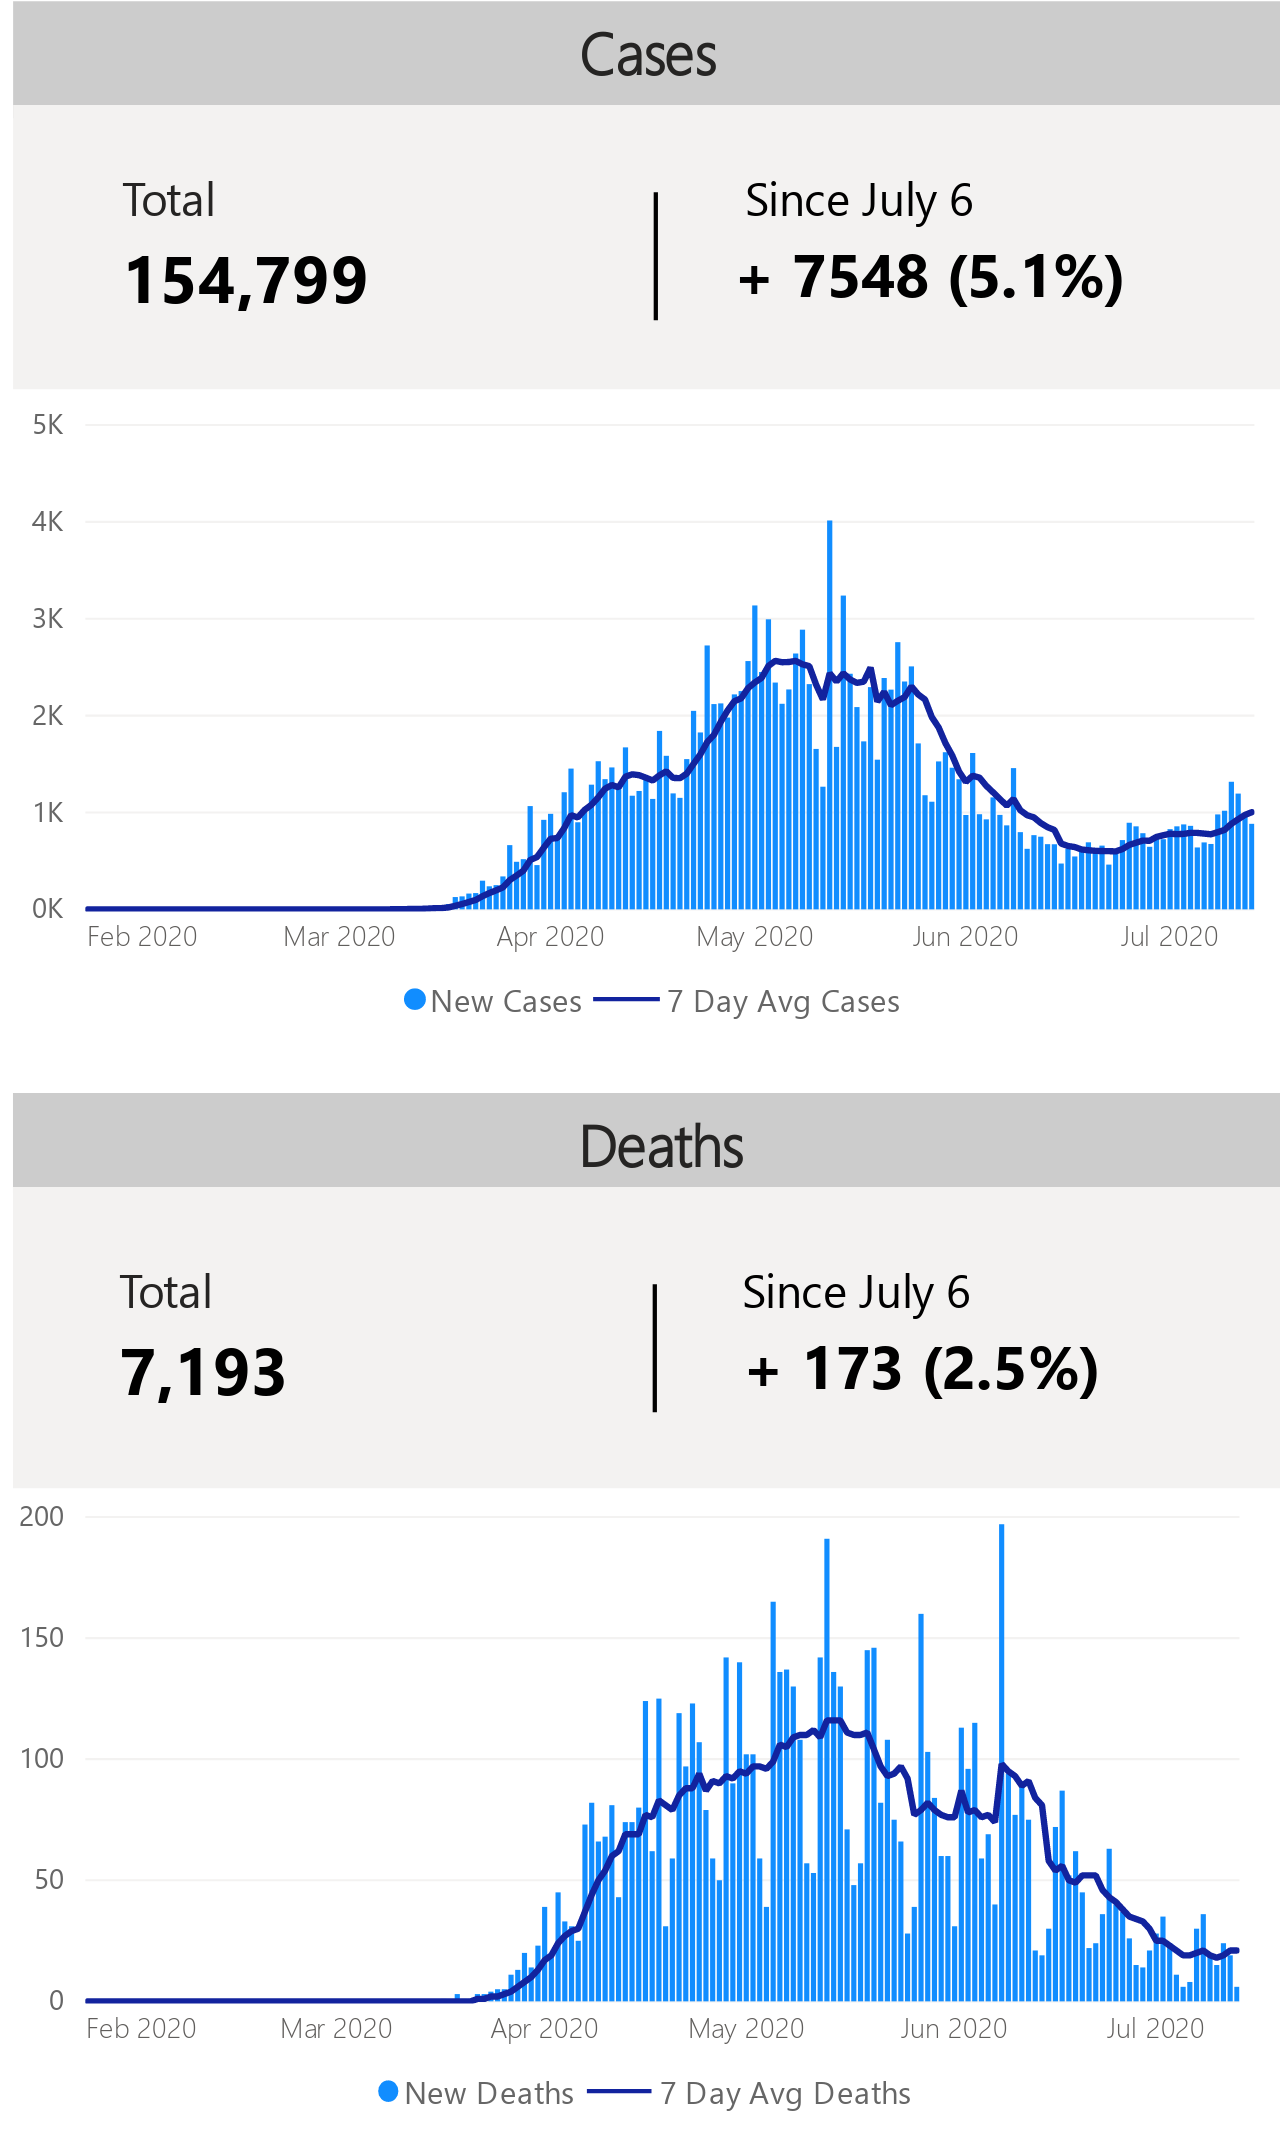 Cases
Total
Since July 6
154,799
+ 7548 (5.1%)
5K
4K
3K
2K
1K
0K
Feb 2020 Mar 2020 Apr 2020 May 2020 Jun 2020 Jul 2020
New Cases 7 Day Avg Cases
Deaths
Total
Since July 6
7,193
+ 173 (2.5%)
200
150
100
50
0
Feb 2020 Mar 2020 Apr 2020 May 2020 Jun 2020 Jul 2020
New Deaths 7 Day Avg Deaths